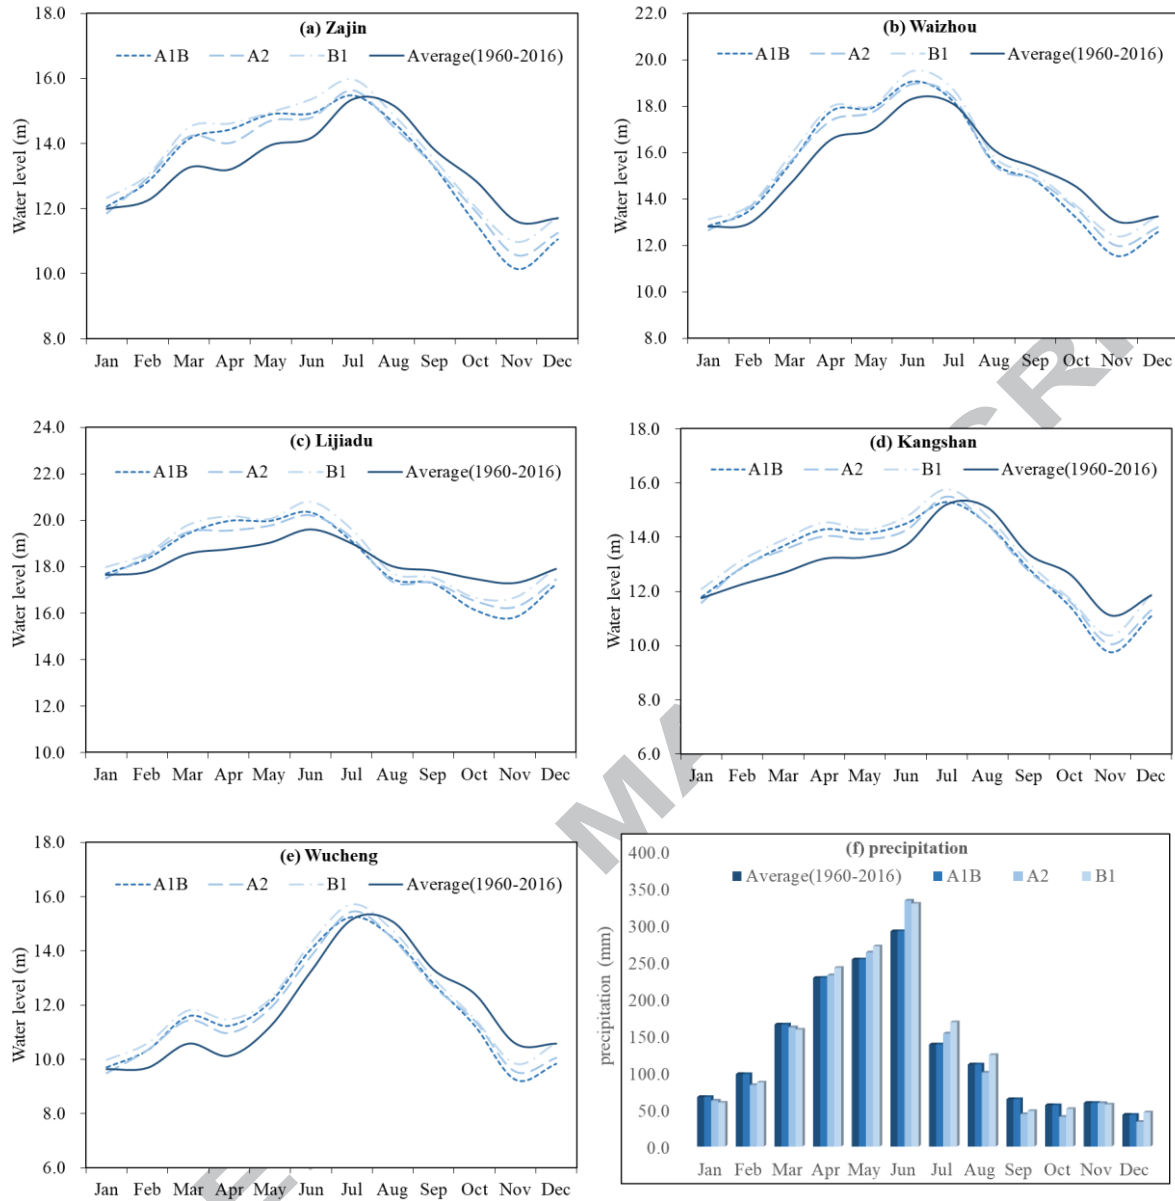 (a) Zajin
A1B A2 B1 Average(1960-2016)
Water level (m)
18.0
16.0
14.0
12.0
10.0
8.0
Jan Feb Mar Apr May Jun Jul Aug Sep Oct Nov Dec
(b) Waizhou
A1B A2 B1 Average(1960-2016)
Water level (m)
22.0
20.0
18.0
16.0
14.0
12.0
10.0
8.0
Jan Feb Mar Apr May Jun Jul Aug Sep Oct Nov Dec
(c) Lijiadu
A1B A2 B1 Average(1960-2016)
Water level (m)
24.0
22.0
20.0
18.0
16.0
14.0
12.0
10.0
Jan Feb Mar Apr May Jun Jul Aug Sep Oct Nov Dec
(d) Kangshan
A1B A2 B1 Average(1960-2016)
Water level (m)
18.0
16.0
14.0
12.0
10.0
8.0
6.0
Jan Feb Mar Apr May Jun Jul Aug Sep Oct Nov Dec
(e) Wucheng
A1B A2 B1 Average(1960-2016)
Water level (m)
18.0
16.0
14.0
12.0
10.0
8.0
6.0
Jan Feb Mar Apr May Jun Jul Aug Sep Oct Nov Dec
(f) precipitation
Average(1960-2016) A1B A2 B1
precipitation (mm)
400.0
350.0
300.0
250.0
200.0
150.0
100.0
50.0
0.0
Jan Feb Mar Apr May Jun Jul Aug Sep Oct Nov Dec